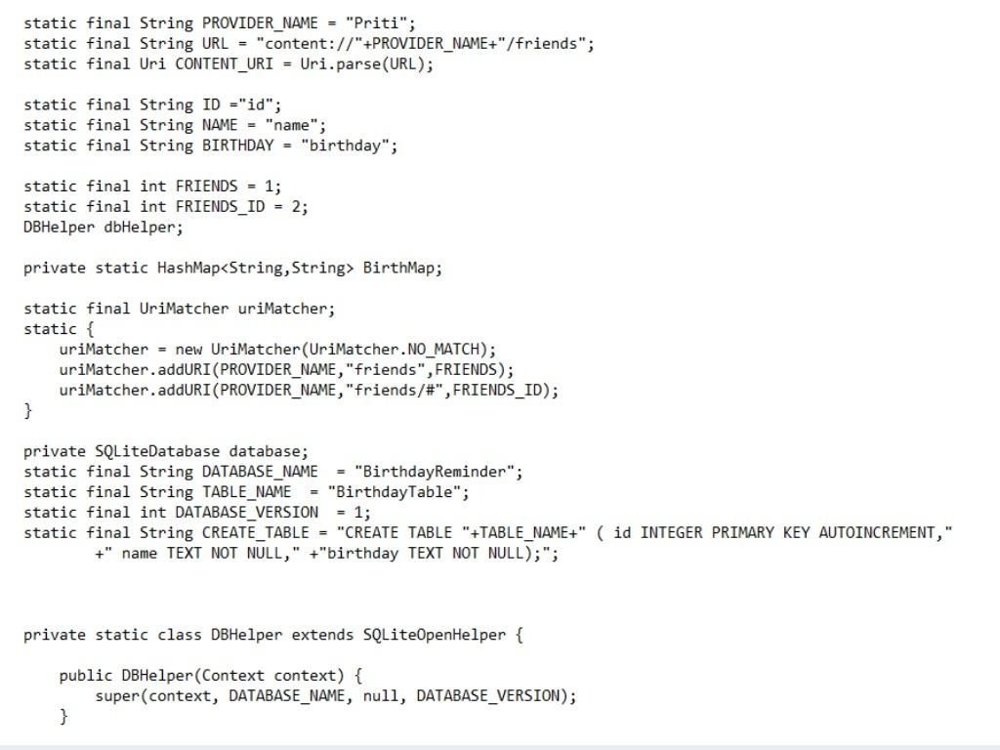 static final String PROVIDER_NAME = "Priti";
static final String URL = "content://"+PROVIDER_NAME+"/friends";
static final Uri CONTENT_URI = Uri.parse(URL);

static final String ID ="id";
static final String NAME = "name";
static final String BIRTHDAY = "birthday";

static final int FRIENDS = 1;
static final int FRIENDS_ID = 2;
DBHelper dbHelper;

private static HashMap<String,String> BirthMap;

static final UriMatcher uriMatcher;
static {
    uriMatcher = new UriMatcher(UriMatcher.NO_MATCH);
    uriMatcher.addURI(PROVIDER_NAME,"friends",FRIENDS);
    uriMatcher.addURI(PROVIDER_NAME,"friends/#",FRIENDS_ID);
}

private SQLiteDatabase database;
static final String DATABASE_NAME  = "BirthdayReminder";
static final String TABLE_NAME  = "BirthdayTable";
static final int DATABASE_VERSION  = 1;
static final String CREATE_TABLE = "CREATE TABLE "+TABLE_NAME+" ( id INTEGER PRIMARY KEY AUTOINCREMENT,"
        +" name TEXT NOT NULL," +"birthday TEXT NOT NULL);";

private static class DBHelper extends SQLiteOpenHelper {

    public DBHelper(Context context) {
        super(context, DATABASE_NAME, null, DATABASE_VERSION);
    }